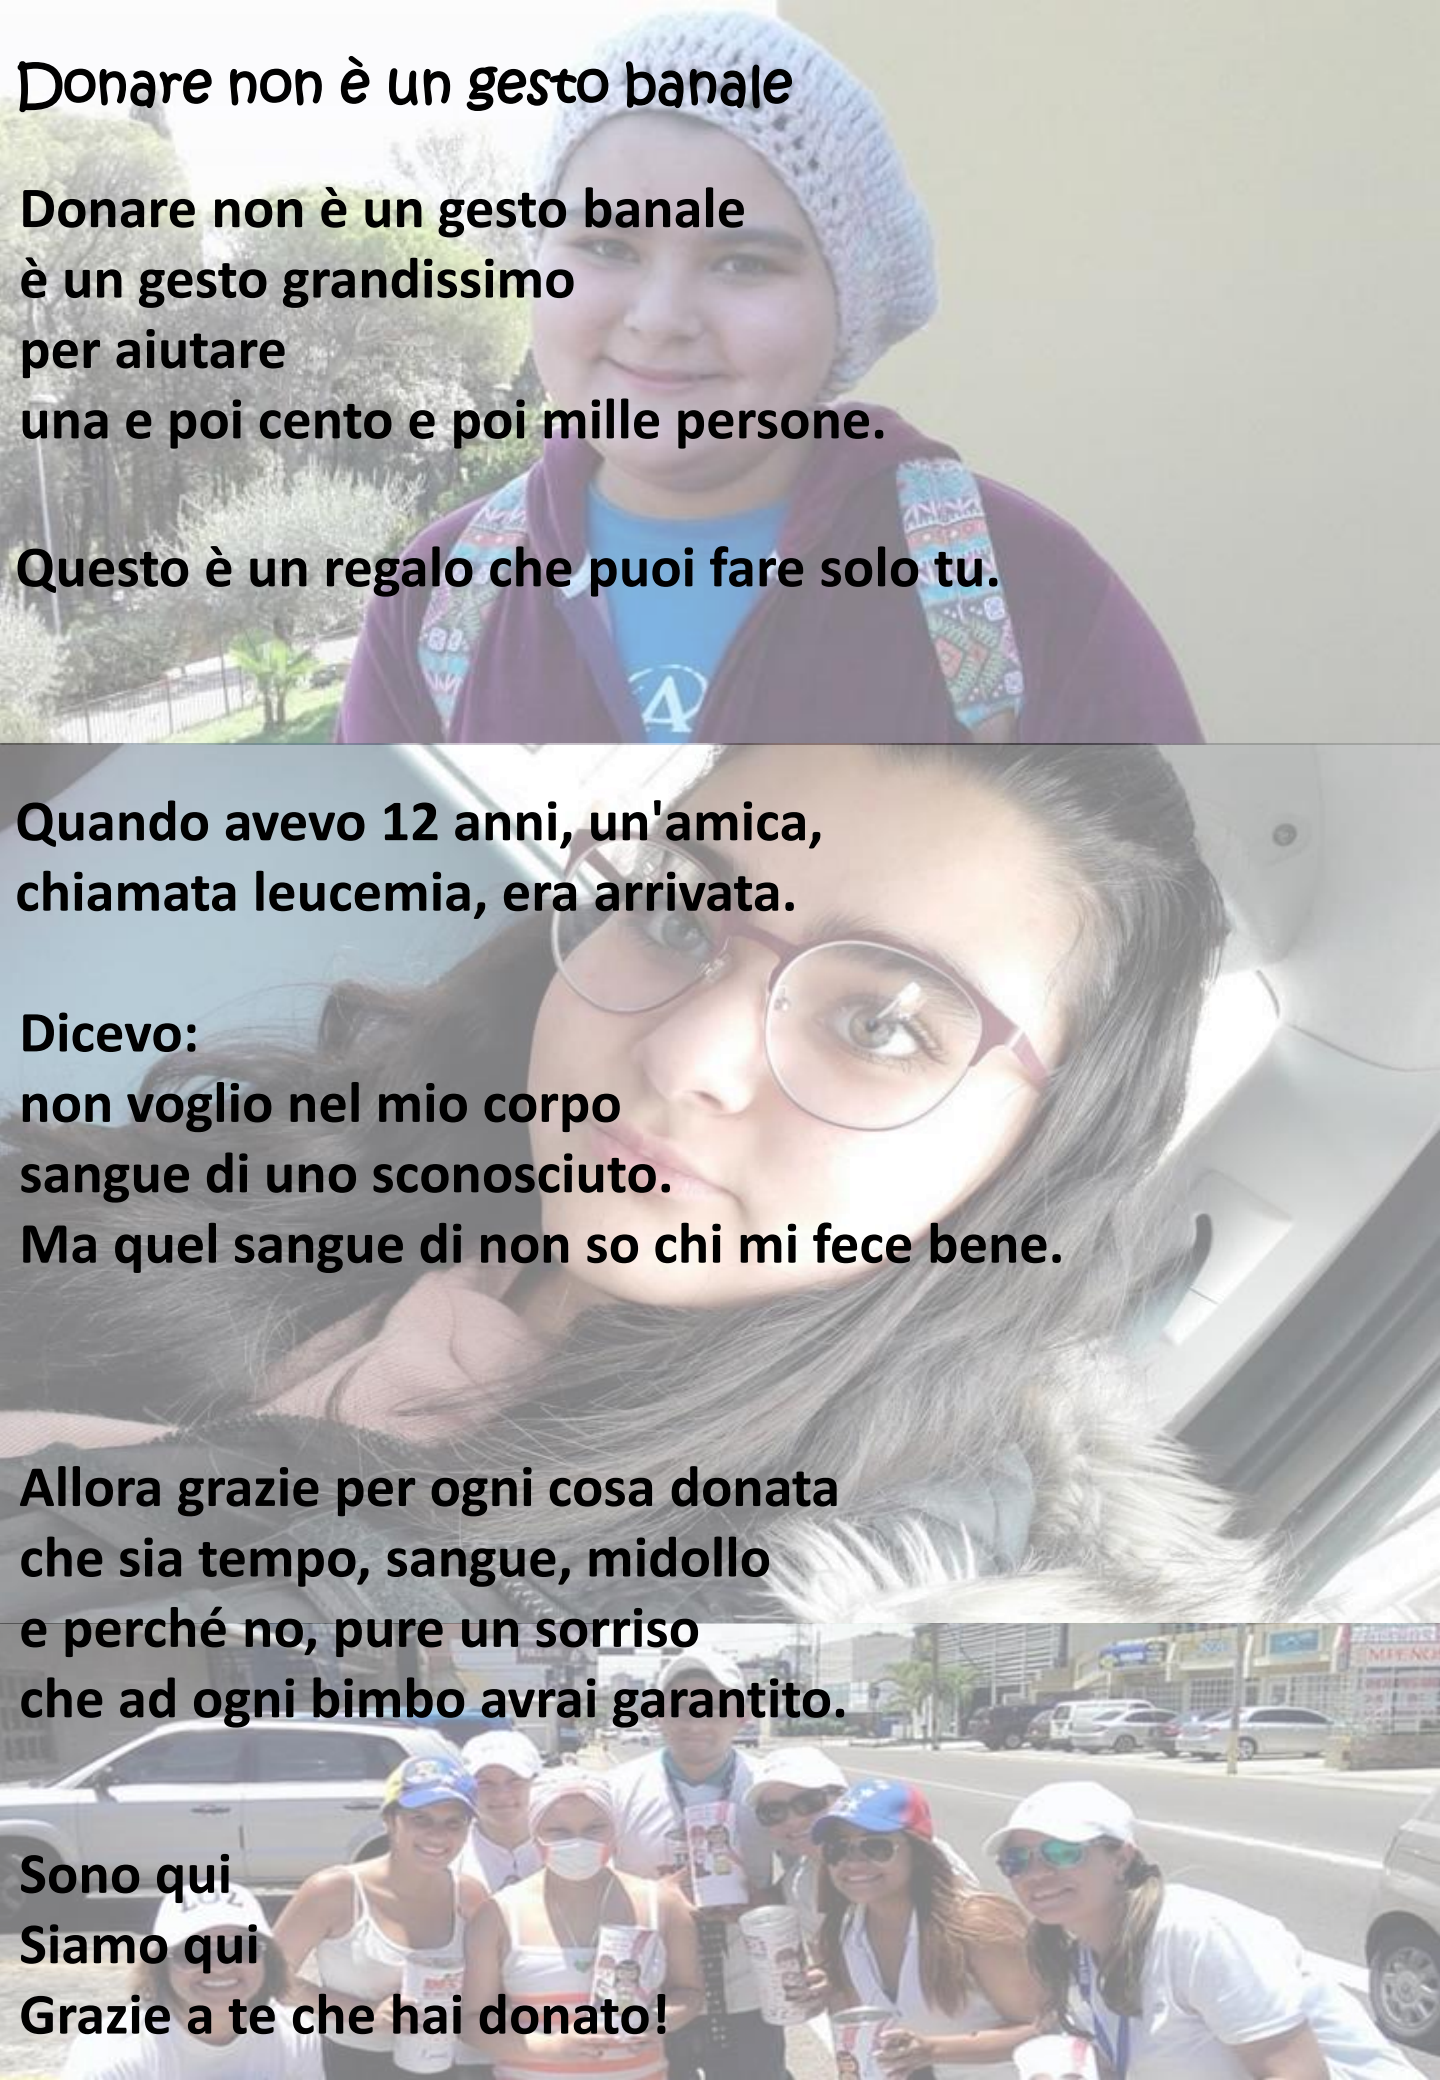 Donare non è un gesto banale
Donare non è un gesto banale
è un gesto grandissimo
per aiutare
una e poi cento e poi mille persone.
Questo è un regalo che puoi fare solo tu.
A
Quando avevo 12 anni, un'amica,
chiamata leucemia, era arrivata.
Dicevo:
non voglio nel mio corpo
sangue di uno sconosciuto.
Ma quel sangue di non so chi mi fece bene.
Allora grazie per ogni cosa donata
che sia tempo, sangue, midollo
e perché no, pure un sorriso
che ad ogni bimbo avrai garantito.
Sono qui
Siamo qui
Grazie a te che hai donato!